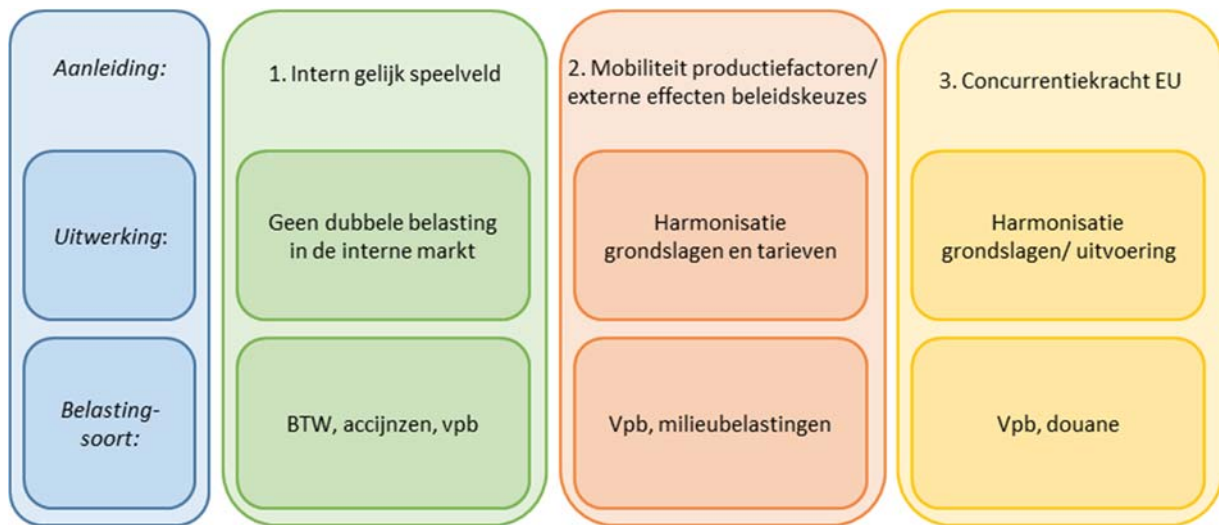 Aanleiding:
1. Intern gelijk speelveld
2. Mobiliteit productiefactoren/
externe effecten beleidskeuzes
3. Concurrentiekracht EU
Uitwerking:
Geen dubbele belasting
in de interne markt
Harmonisatie
grondslagen en tarieven
Harmonisatie
grondslagen/ uitvoering
Belasting-
soort:
BTW, accijnzen, vpb
Vpb, milieubelastingen
Vpb, douane